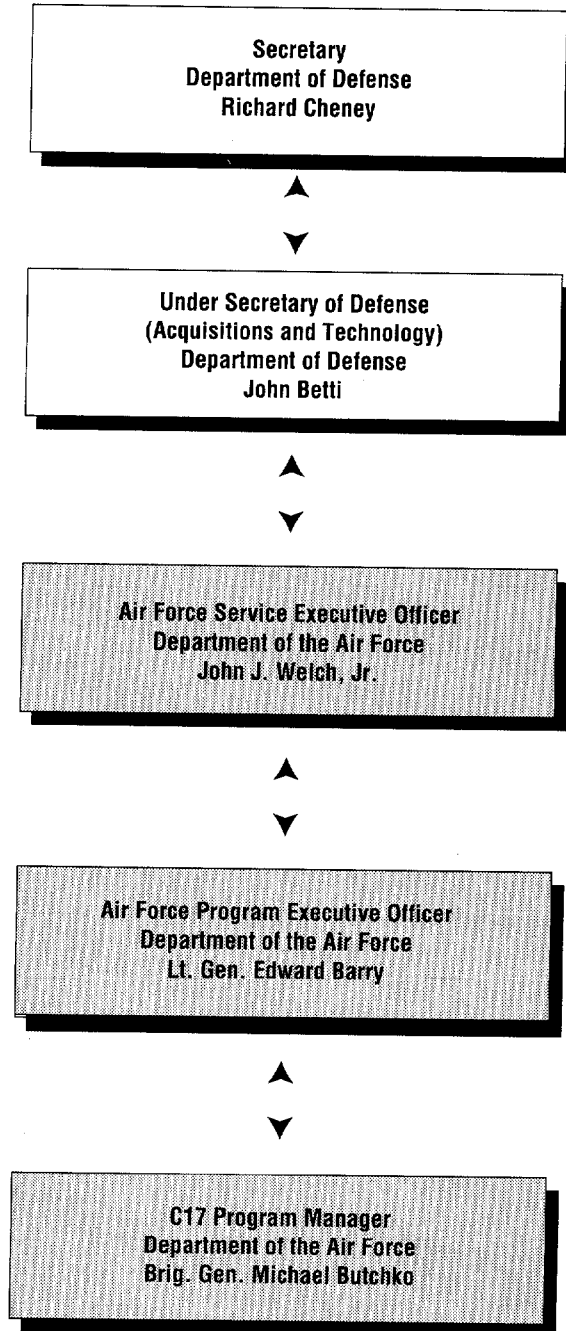 Secretary
Department of Defense
Richard Cheney
Under Secretary of Defense
(Acquisitions and Technology)
Department of Defense
John Betti
Air Force Service Executive Officer
Department of the Air Force
John J. Welch, Jr.
Air Force Program Executive Officer
Department of the Air Force
Lt. Gen. Edward Barry
C17 Program Manager
Department of the Air Force
Brig. Gen. Michael Butchko